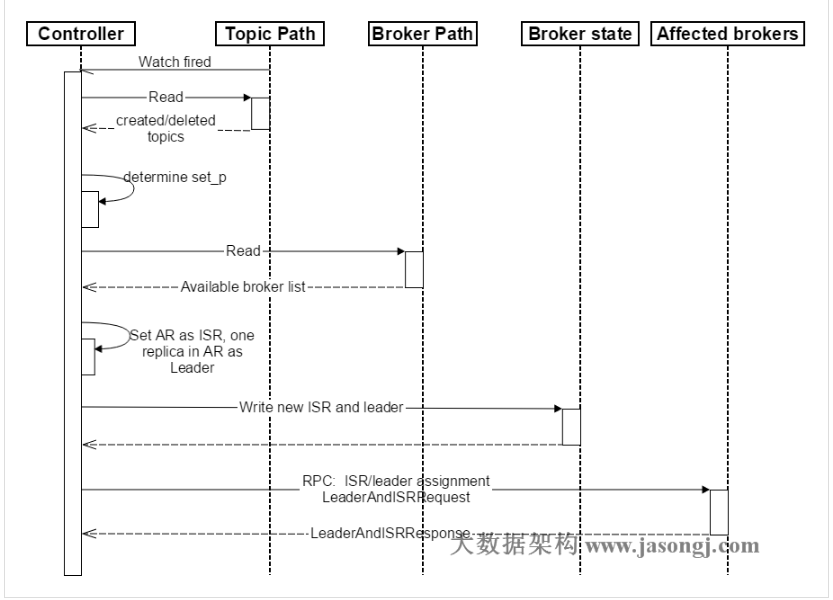 Controller
Topic Path
Broker Path
Broker state
Affected brokers
Watch fired
Read
created/deleted
topics
determine set_p
Read
Available broker list
Set AR as ISR, one
replica in AR as
Leader
Write new ISR and leader
RPC: ISR/leader assignment
LeaderAndISRRequest
LeaderAndISRResponse
大数据架构 www.jasongj.com